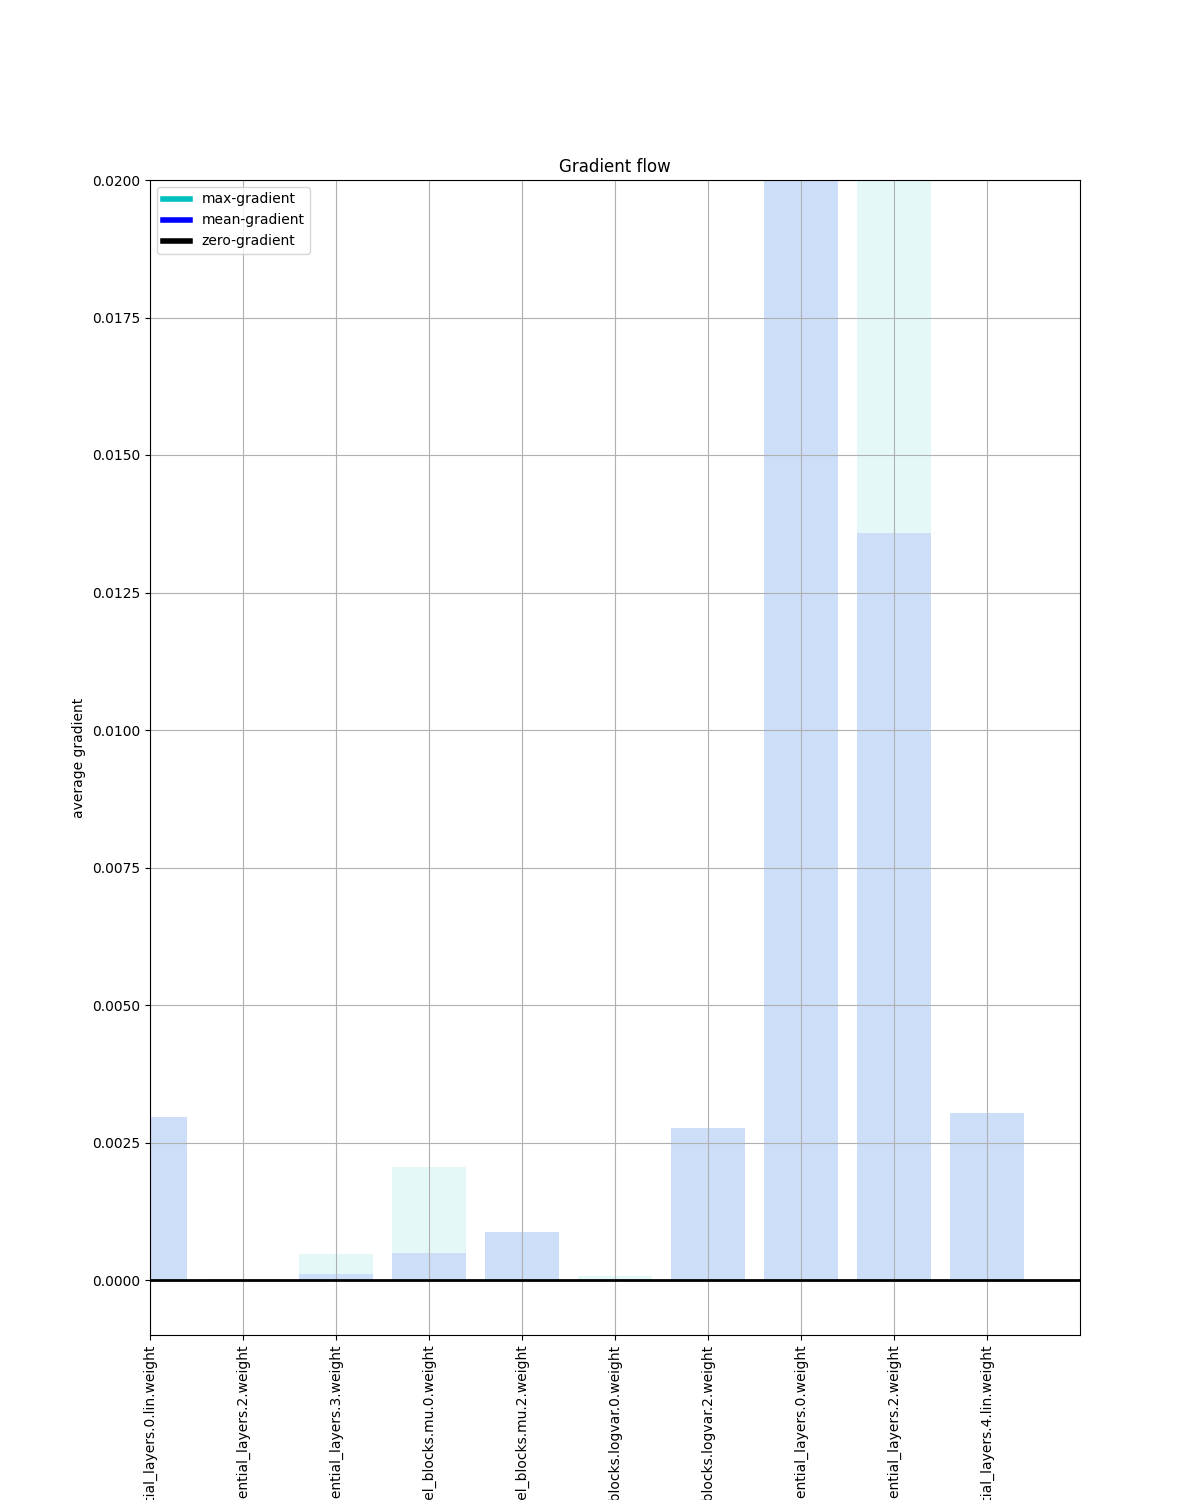 Gradient flow
max-gradient
mean-gradient
zero-gradient
0.0200
0.0175
0.0150
0.0125
0.0100
0.0075
0.0050
0.0025
0.0000
average gradient
tial_layers.0.lin.weight
ential_layers.2.weight
ential_layers.3.weight
el_blocks.mu.0.weight
el_blocks.mu.2.weight
blocks.logvar.0.weight
blocks.logvar.2.weight
ential_layers.0.weight
ential_layers.2.weight
tial_layers.4.lin.weight